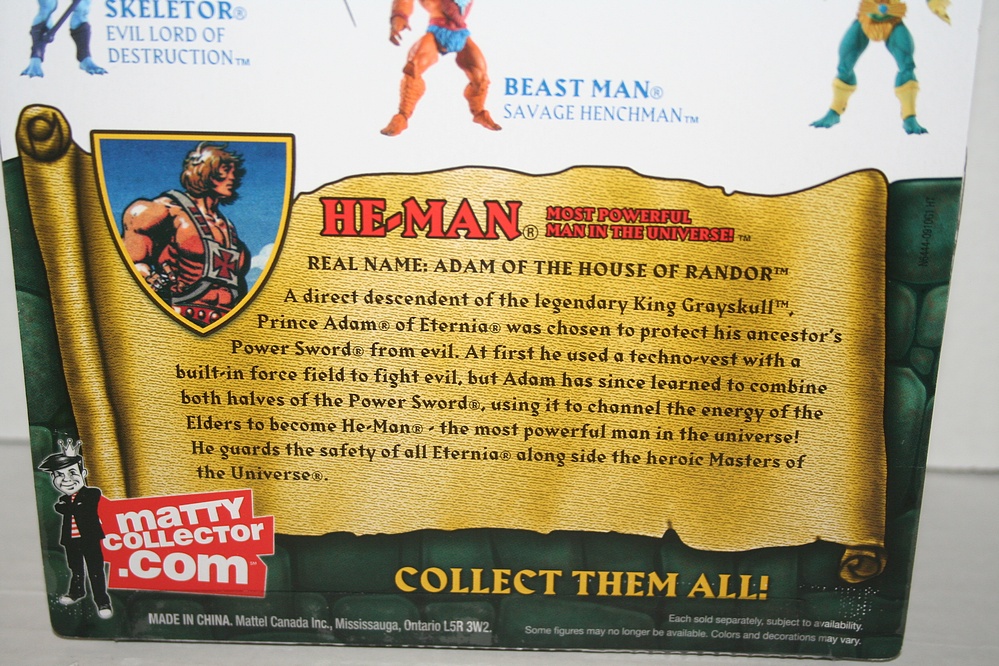 SKELETOR®
EVIL LORD OF
DESTRUCTION™
BEAST MAN®
SAVAGE HENCHMAN™
HE-MAN®
MOST POWERFUL
MAN IN THE UNIVERSE!™
REAL NAME: ADAM OF THE HOUSE OF RANDOR™
A direct descendent of the legendary King Grayskull™,
Prince Adam® of Eternia® was chosen to protect his ancestor's
Power Sword® from evil. At first he used a techno-vest with a
built-in force field to fight evil, but Adam has since learned to combine
both halves of the Power Sword®, using it to channel the energy of the
Elders to become He-Man® - the most powerful man in the universe!
He guards the safety of all Eternia® along side the heroic Masters of
the Universe®.
maTTY
COLLECTOR
.com
COLLECT THEM ALL!
MADE IN CHINA. Mattel Canada Inc., Mississauga, Ontario L5R 3W2.
Each sold separately, subject to availability.
Some figures may no longer be available. Colors and decorations may vary.